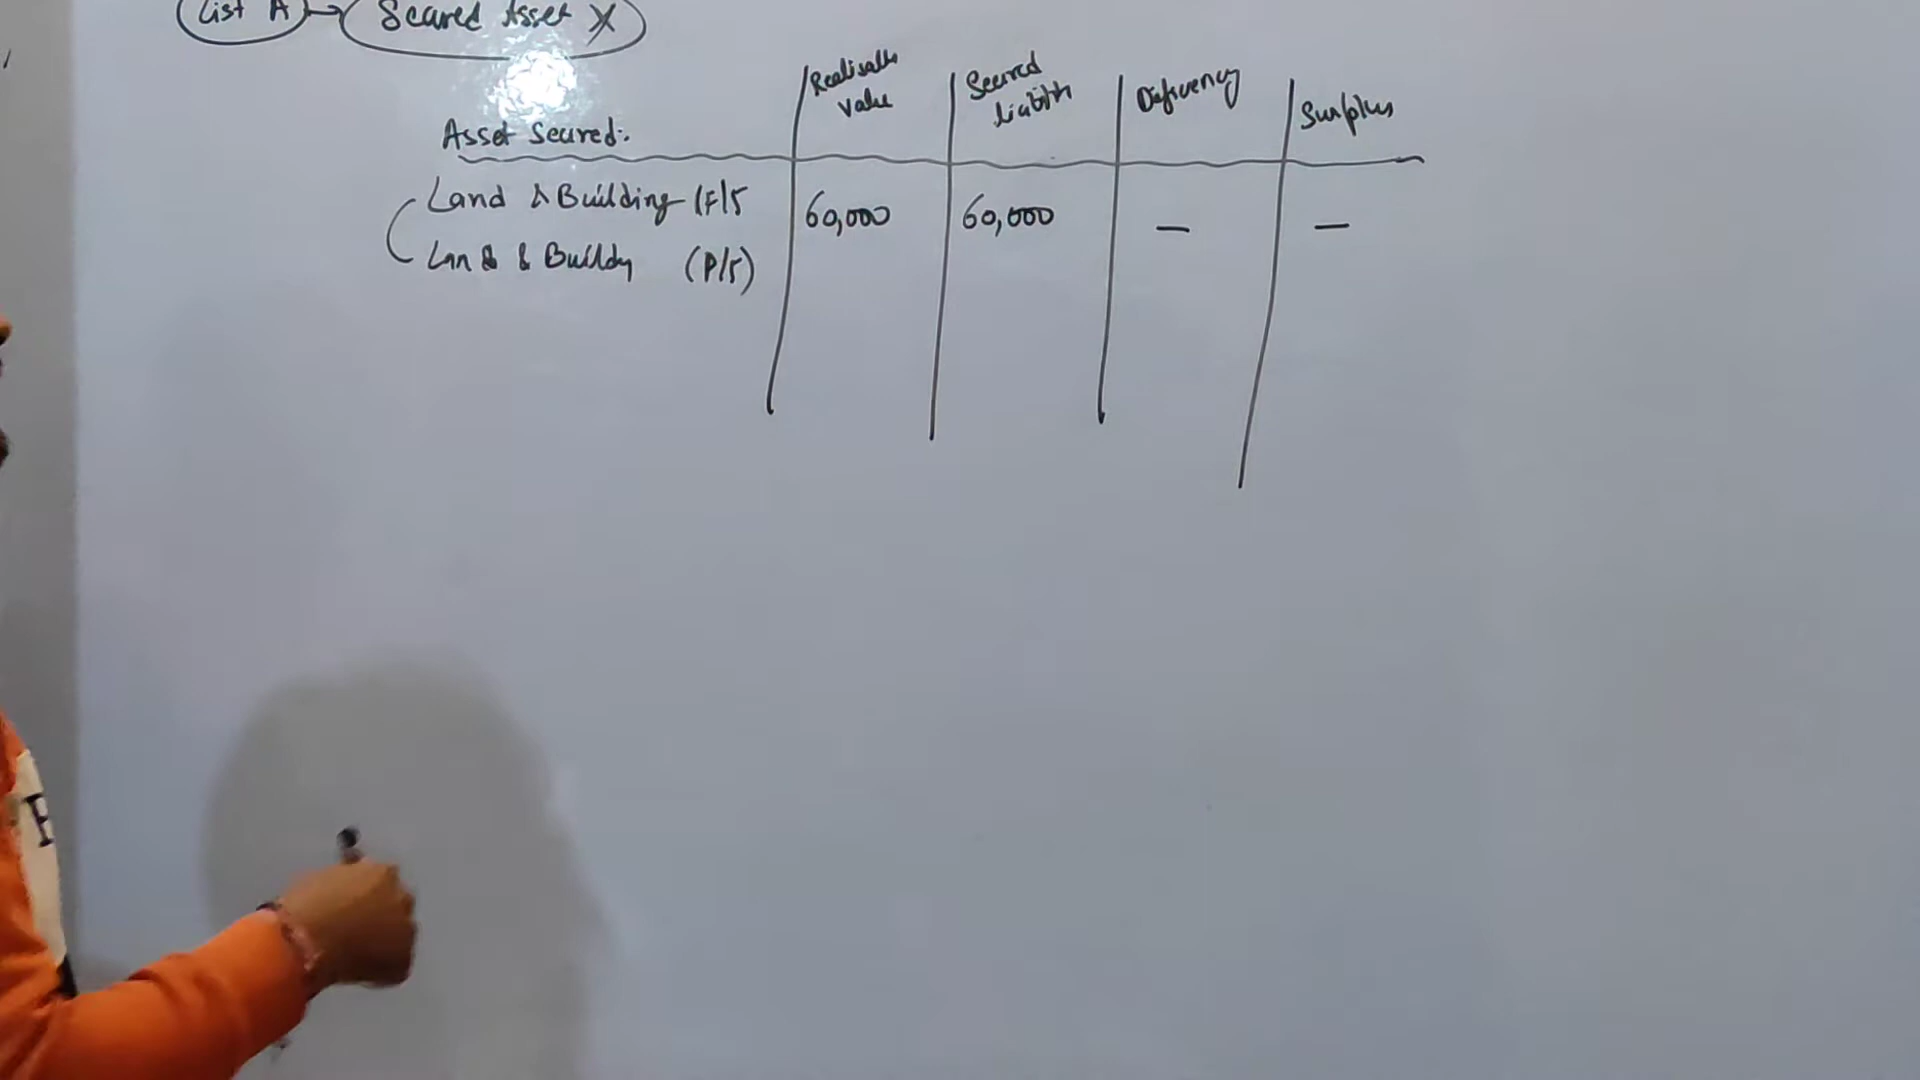 List A → Secured Asset X
Realisable value
Secured liability
Deficiency
Surplus
Asset Secured:-
Land & Building (F/S 60,000 60,000 — —
Land & Building (P/S)